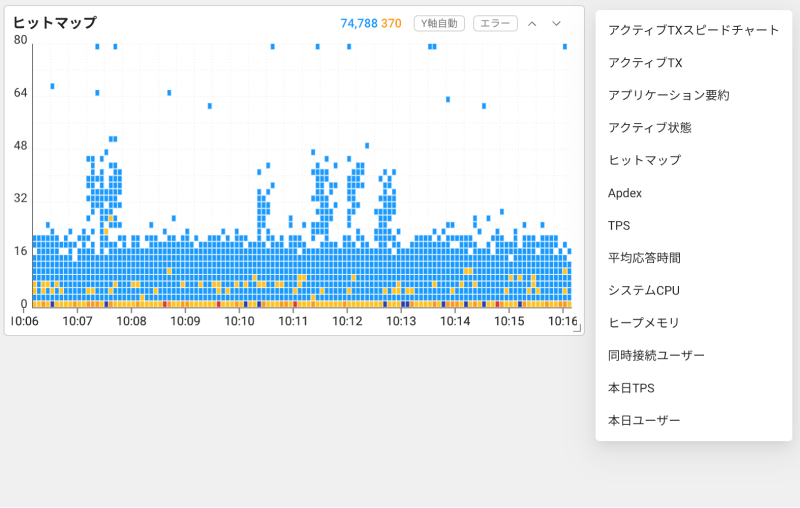 ヒットマップ
74,788 370
Y軸自動
エラー
80
64
48
32
16
0
10:06 10:07 10:08 10:09 10:10 10:11 10:12 10:13 10:14 10:15 10:16
アクティブTXスピードチャート
アクティブTX
アプリケーション要約
アクティブ状態
ヒットマップ
Apdex
TPS
平均応答時間
システムCPU
ヒープメモリ
同時接続ユーザー
本日TPS
本日ユーザー